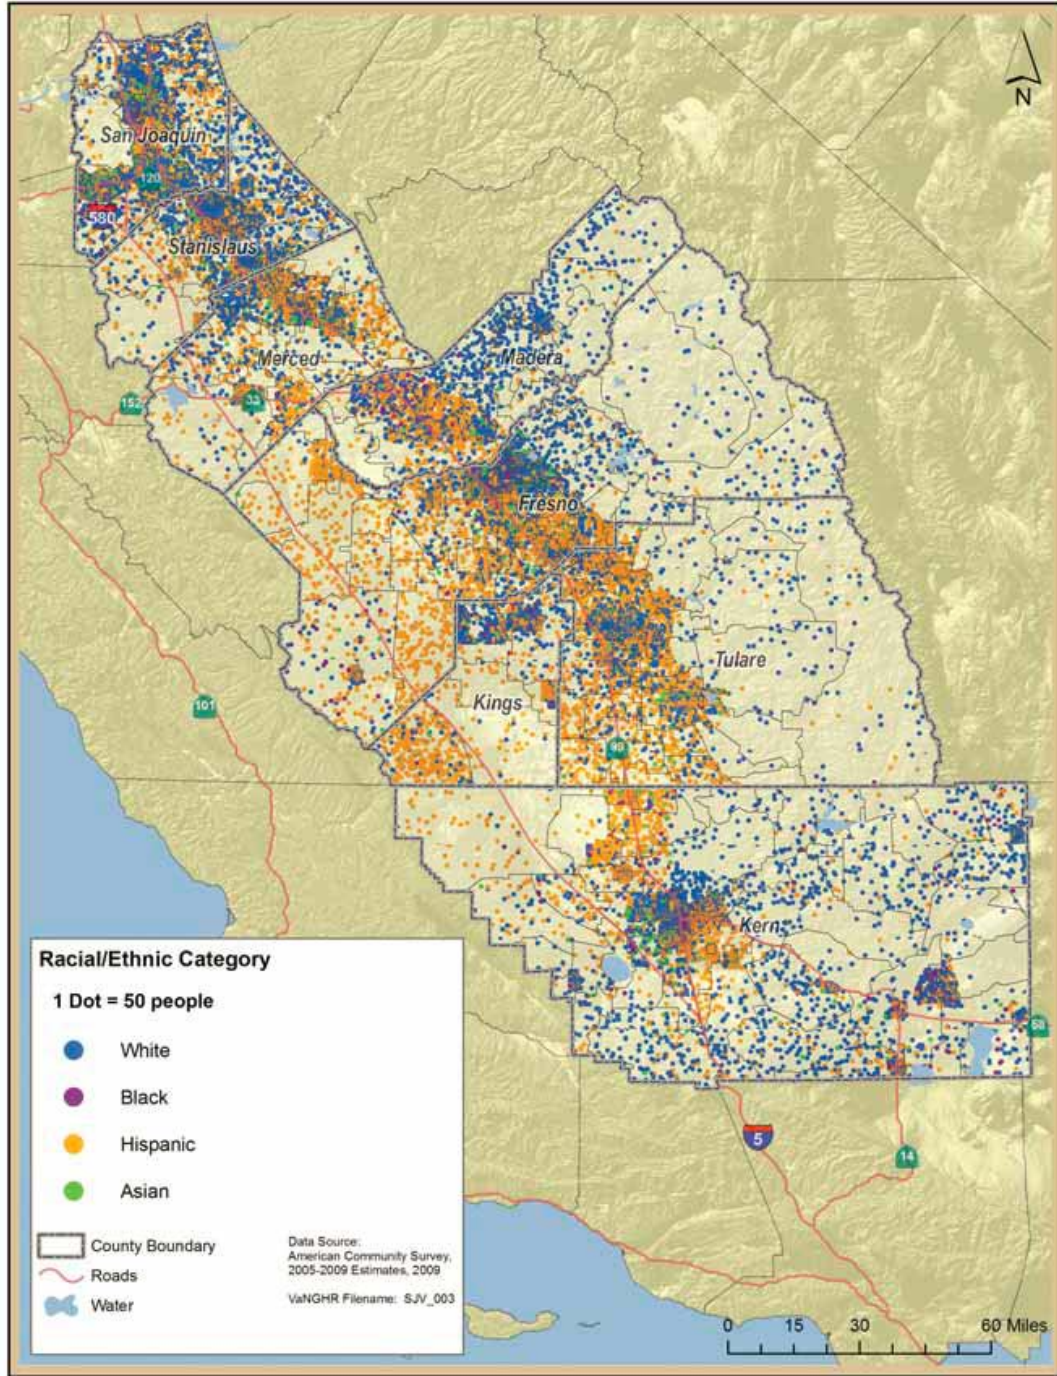 N
San Joaquin
120
580
Stanislaus
Merced
Madera
152
33
Fresno
Tulare
Kings
101
99
Kern
58
5
14
Racial/Ethnic Category
1 Dot = 50 people
White
Black
Hispanic
Asian
County Boundary
Roads
Water
Data Source:
American Community Survey,
2005-2009 Estimates, 2009
VaNGHR Filename: SJV_003
0 15 30 60 Miles